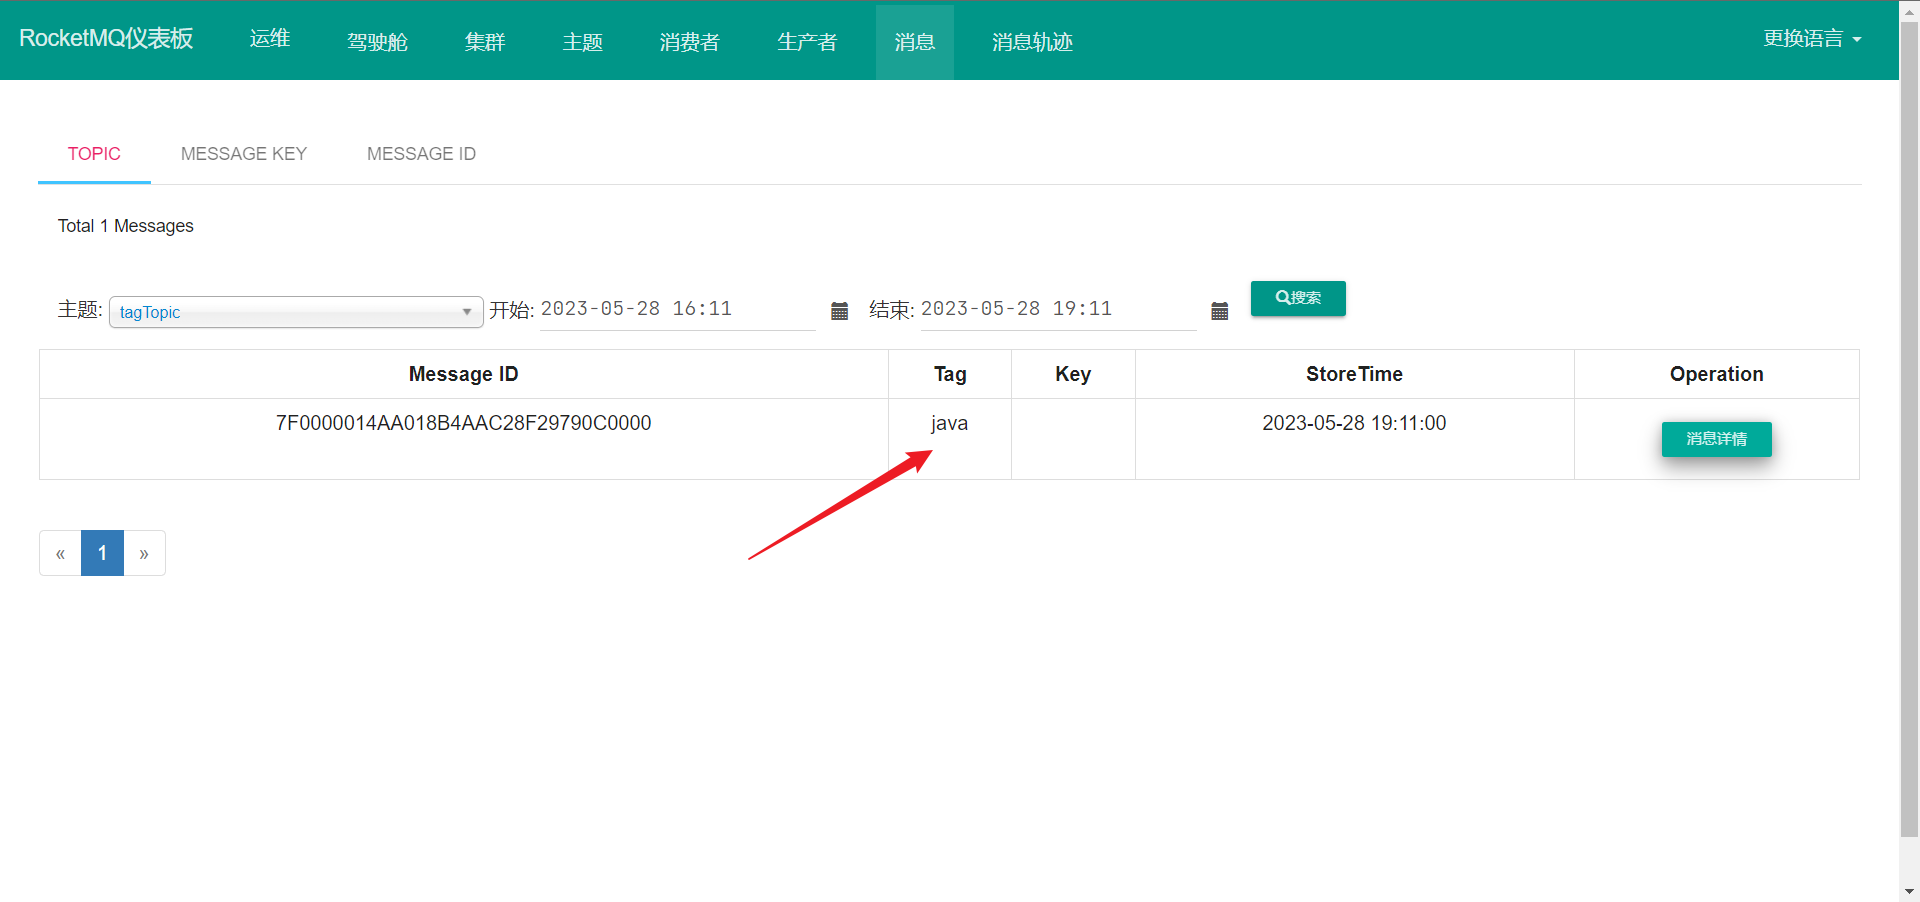 RocketMQ仪表板 运维 驾驶舱 集群 主题 消费者 生产者 消息 消息轨迹 更换语言
TOPIC MESSAGE KEY MESSAGE ID
Total 1 Messages
主题: tagTopic 开始: 2023-05-28 16:11 结束: 2023-05-28 19:11 搜索
Message ID Tag Key StoreTime Operation
7F0000014AA018B4AAC28F29790C0000 java 2023-05-28 19:11:00 消息详情
« 1 »